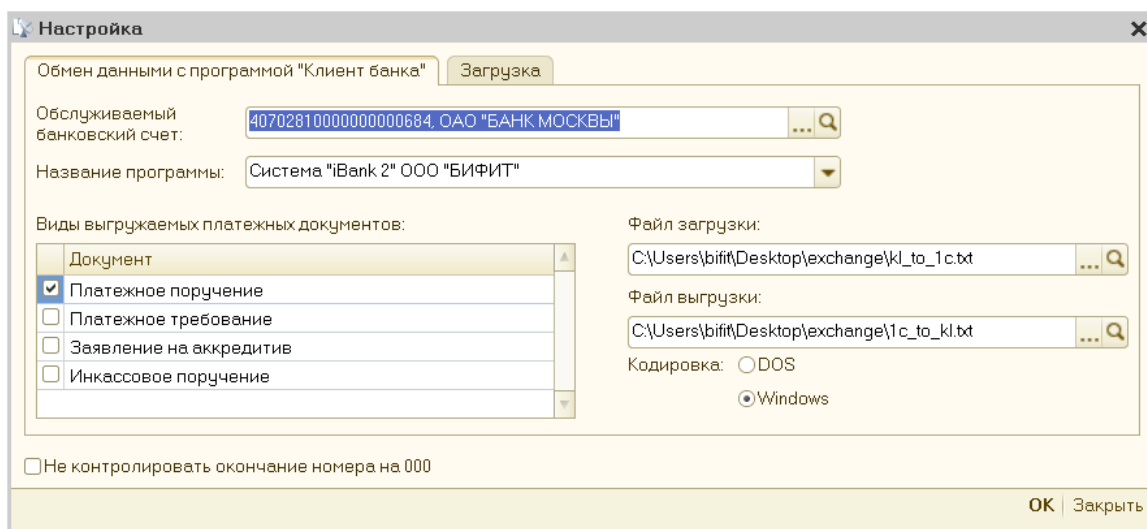 Настройка
Обмен данными с программой "Клиент банка"
Загрузка
Обслуживаемый
банковский счет:
40702810000000000684, ОАО "БАНК МОСКВЫ"
...
Название программы:
Система "iBank 2" ООО "БИФИТ"
Виды выгружаемых платежных документов:
Документ
Платежное поручение
Платежное требование
Заявление на аккредитив
Инкассовое поручение
Файл загрузки:
C:\Users\bifit\Desktop\exchange\kl_to_1c.txt
...
Файл выгрузки:
C:\Users\bifit\Desktop\exchange\1c_to_kl.txt
...
Кодировка:
DOS
Windows
Не контролировать окончание номера на 000
OK
Закрыть